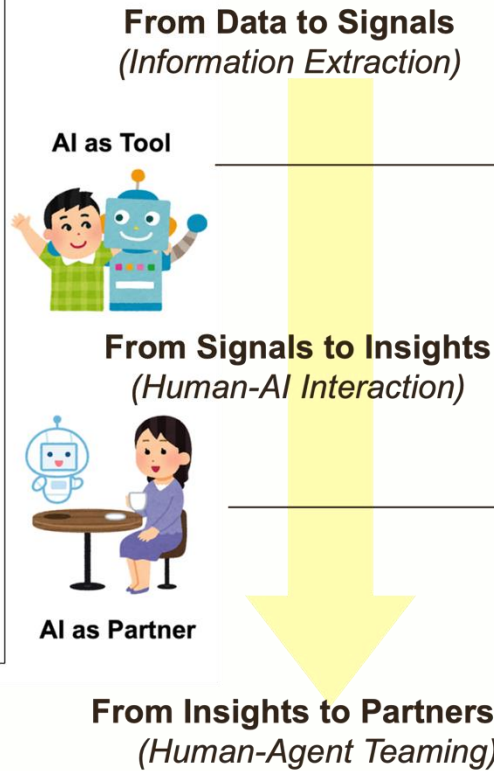 From Data to Signals
(Information Extraction)
AI as Tool
From Signals to Insights
(Human-AI Interaction)
AI as Partner
From Insights to Partners
(Human-Agent Teaming)